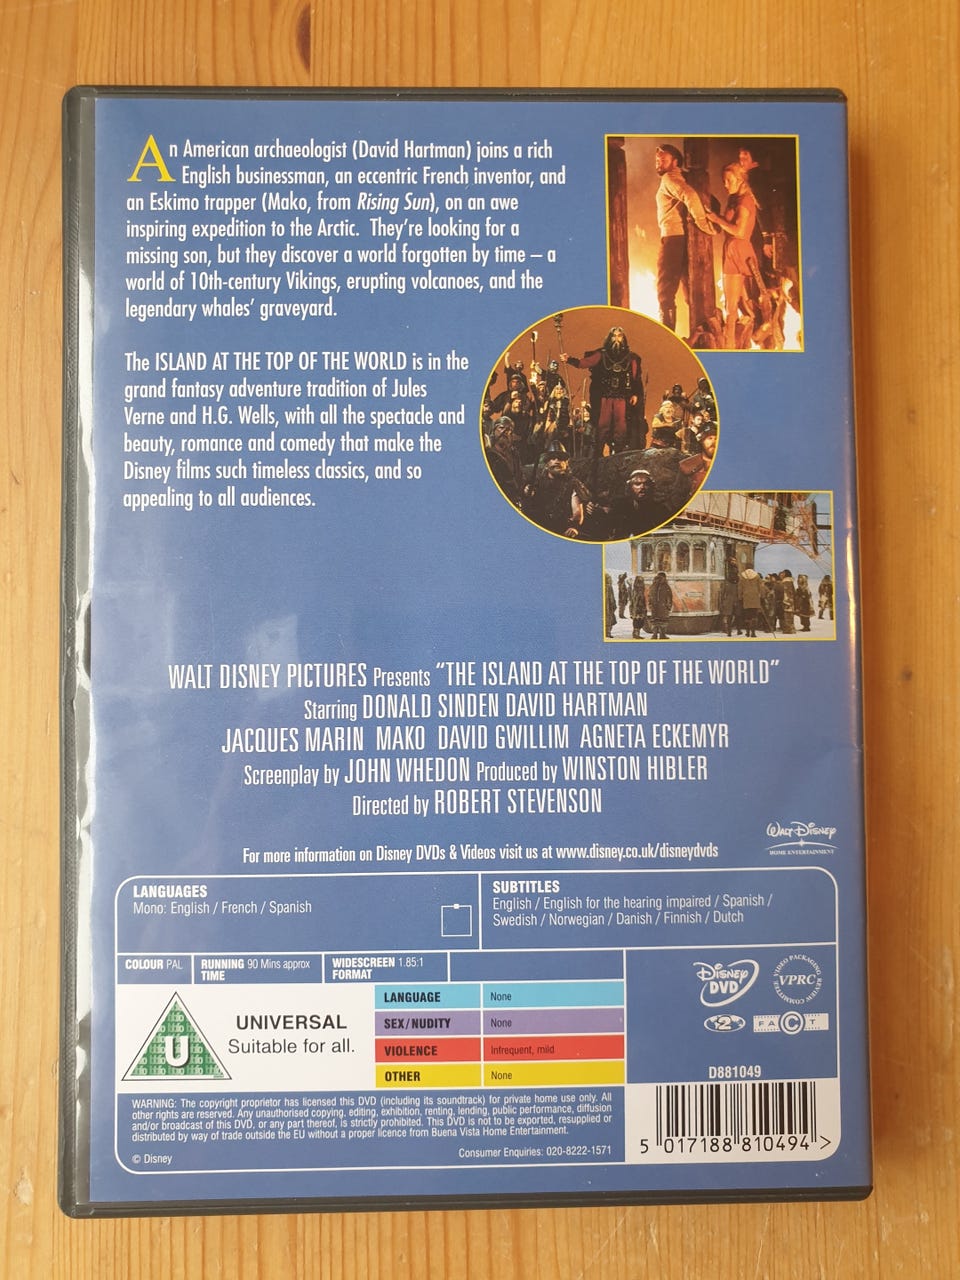 An American archaeologist (David Hartman) joins a rich
English businessman, an eccentric French inventor, and
an Eskimo trapper (Mako, from Rising Sun), on an awe
inspiring expedition to the Arctic. They're looking for a
missing son, but they discover a world forgotten by time – a
world of 10th-century Vikings, erupting volcanoes, and the
legendary whales' graveyard.
The ISLAND AT THE TOP OF THE WORLD is in the
grand fantasy adventure tradition of Jules
Verne and H.G. Wells, with all the spectacle and
beauty, romance and comedy that make the
Disney films such timeless classics, and so
appealing to all audiences.
WALT DISNEY PICTURES Presents "THE ISLAND AT THE TOP OF THE WORLD"
Starring DONALD SINDEN DAVID HARTMAN
JACQUES MARIN MAKO DAVID GWILLIM AGNETA ECKEMYR
Screenplay by JOHN WHEDON Produced by WINSTON HIBLER
Directed by ROBERT STEVENSON
WALT DISNEY
HOME ENTERTAINMENT
For more information on Disney DVDs & Videos visit us at www.disney.co.uk/disneydvds
LANGUAGES
Mono: English / French / Spanish
SUBTITLES
English / English for the hearing impaired / Spanish /
Swedish / Norwegian / Danish / Finnish / Dutch
COLOUR PAL
RUNNING 90 Mins approx
TIME
WIDESCREEN 1.85:1
FORMAT
DISNEY
DVD
VIDEO PACKAGING
VPRC
REVIEW COMMITTEE
2
FACT
U
UNIVERSAL
Suitable for all.
LANGUAGE None
SEX/NUDITY None
VIOLENCE Infrequent, mild
OTHER None
D881049
5 017188 810494 >
WARNING: The copyright proprietor has licensed this DVD (including its soundtrack) for private home use only. All
other rights are reserved. Any unauthorised copying, editing, exhibition, renting, lending, public performance, diffusion
and/or broadcast of this DVD, or any part thereof, is strictly prohibited. This DVD is not to be exported, resupplied or
distributed by way of trade outside the EU without a proper licence from Buena Vista Home Entertainment.
© Disney
Consumer Enquiries: 020-8222-1571